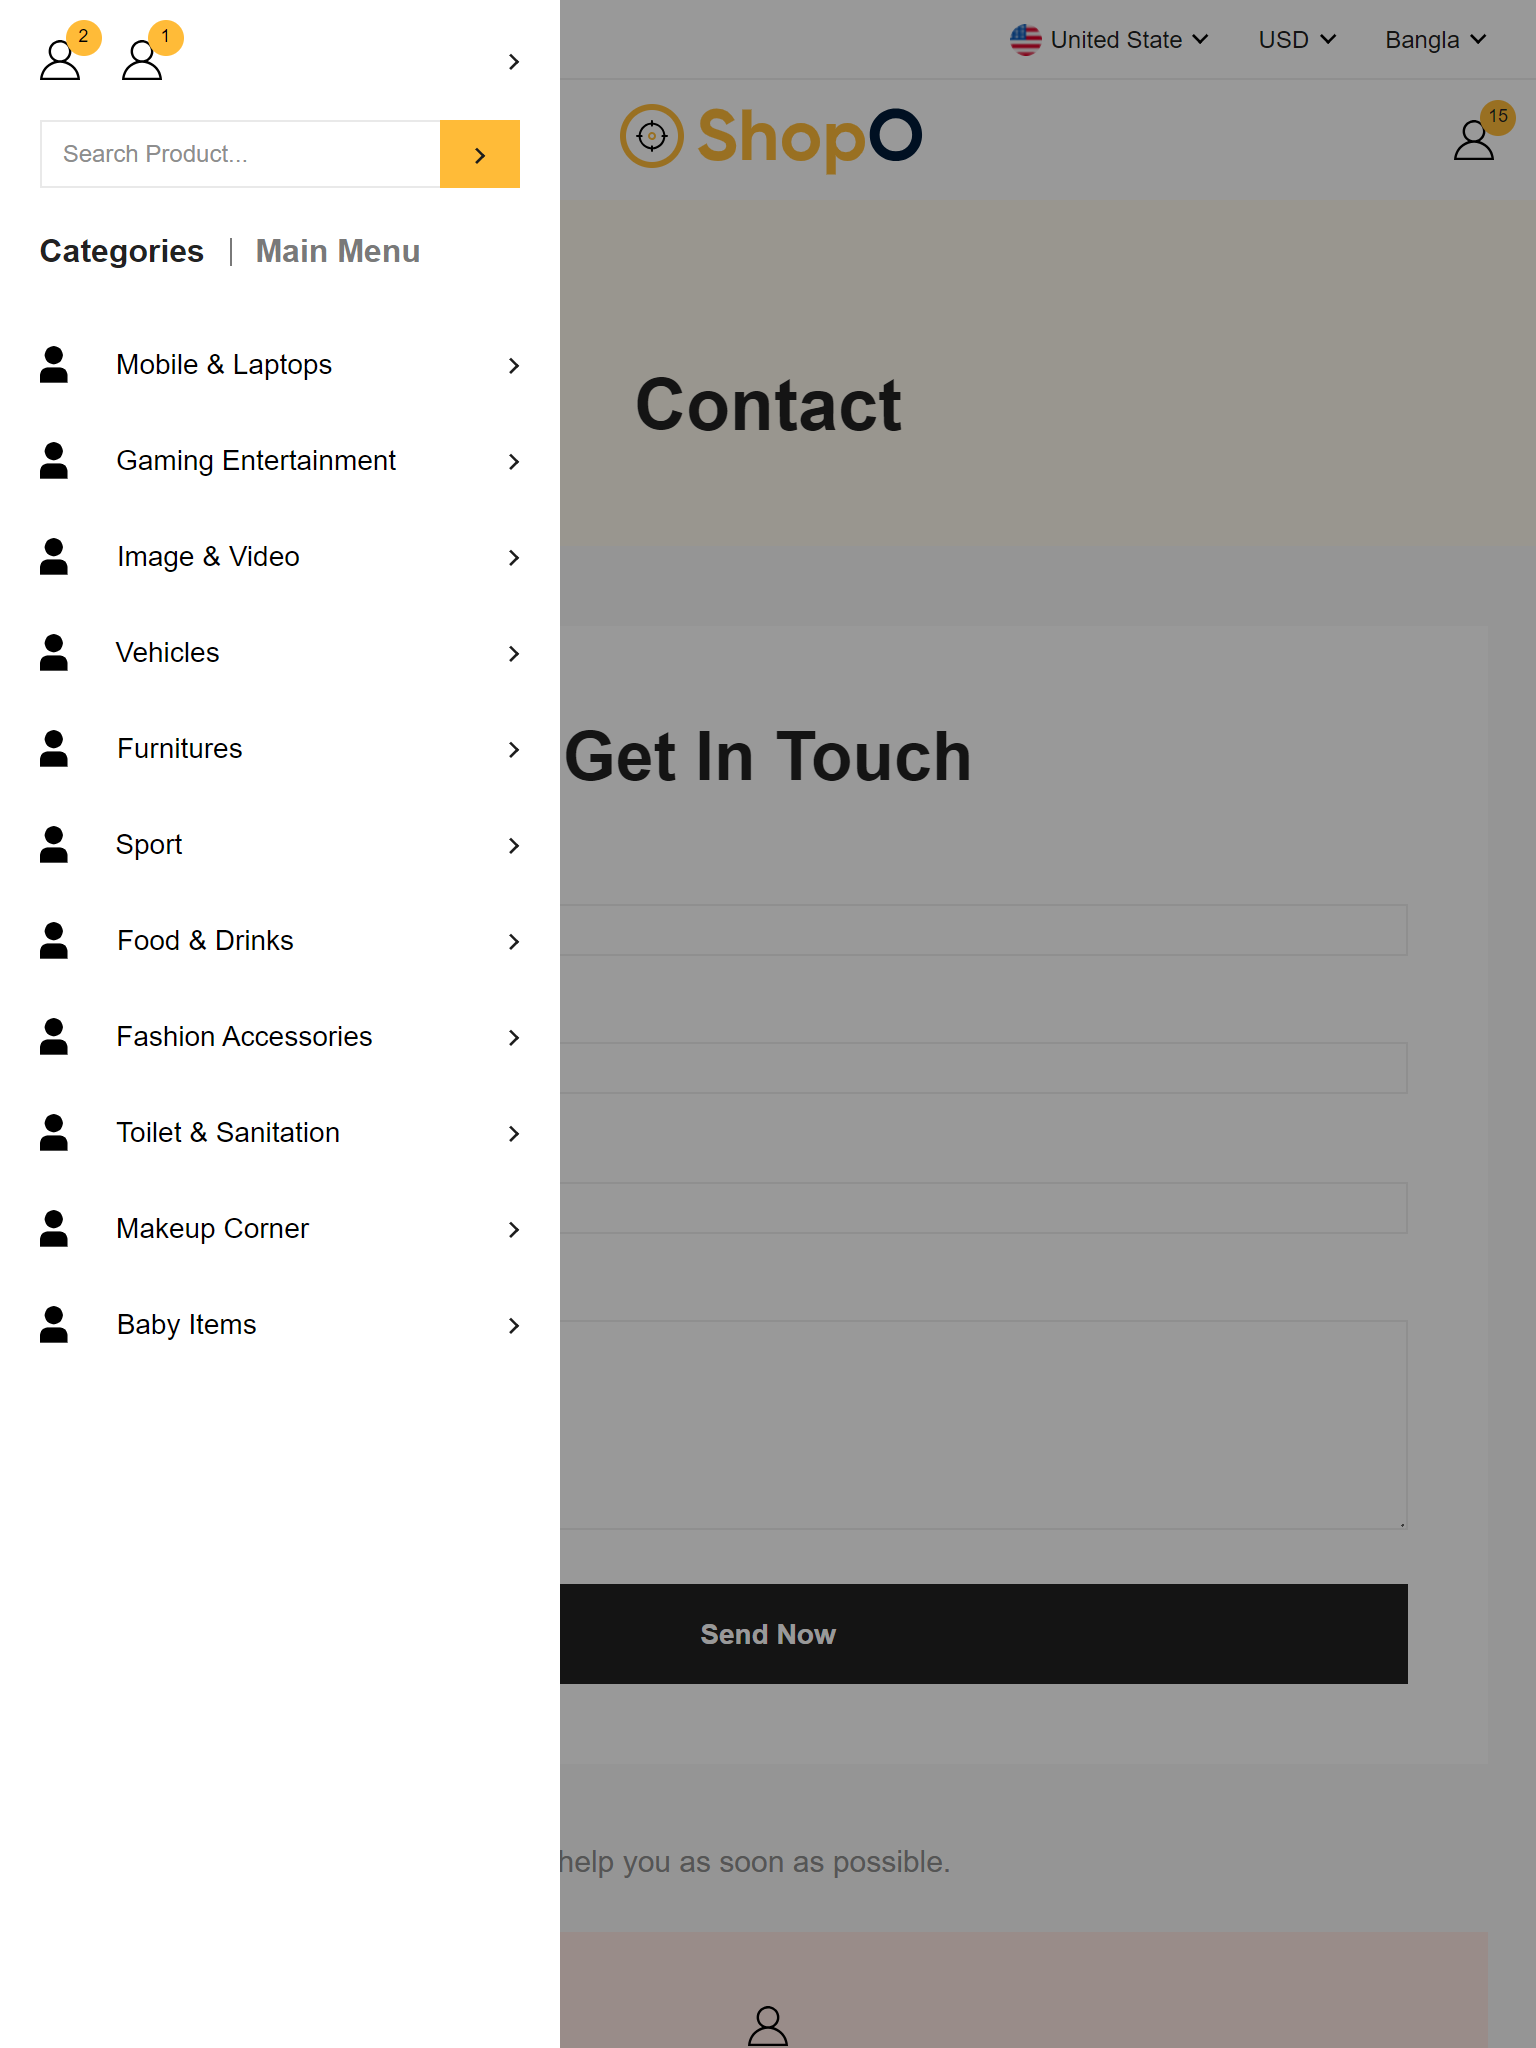 2
1
Search Product...
Categories | Main Menu
Mobile & Laptops
Gaming Entertainment
Image & Video
Vehicles
Furnitures
Sport
Food & Drinks
Fashion Accessories
Toilet & Sanitation
Makeup Corner
Baby Items
United State
USD
Bangla
ShopO
15
Contact
Get In Touch
Send Now
help you as soon as possible.